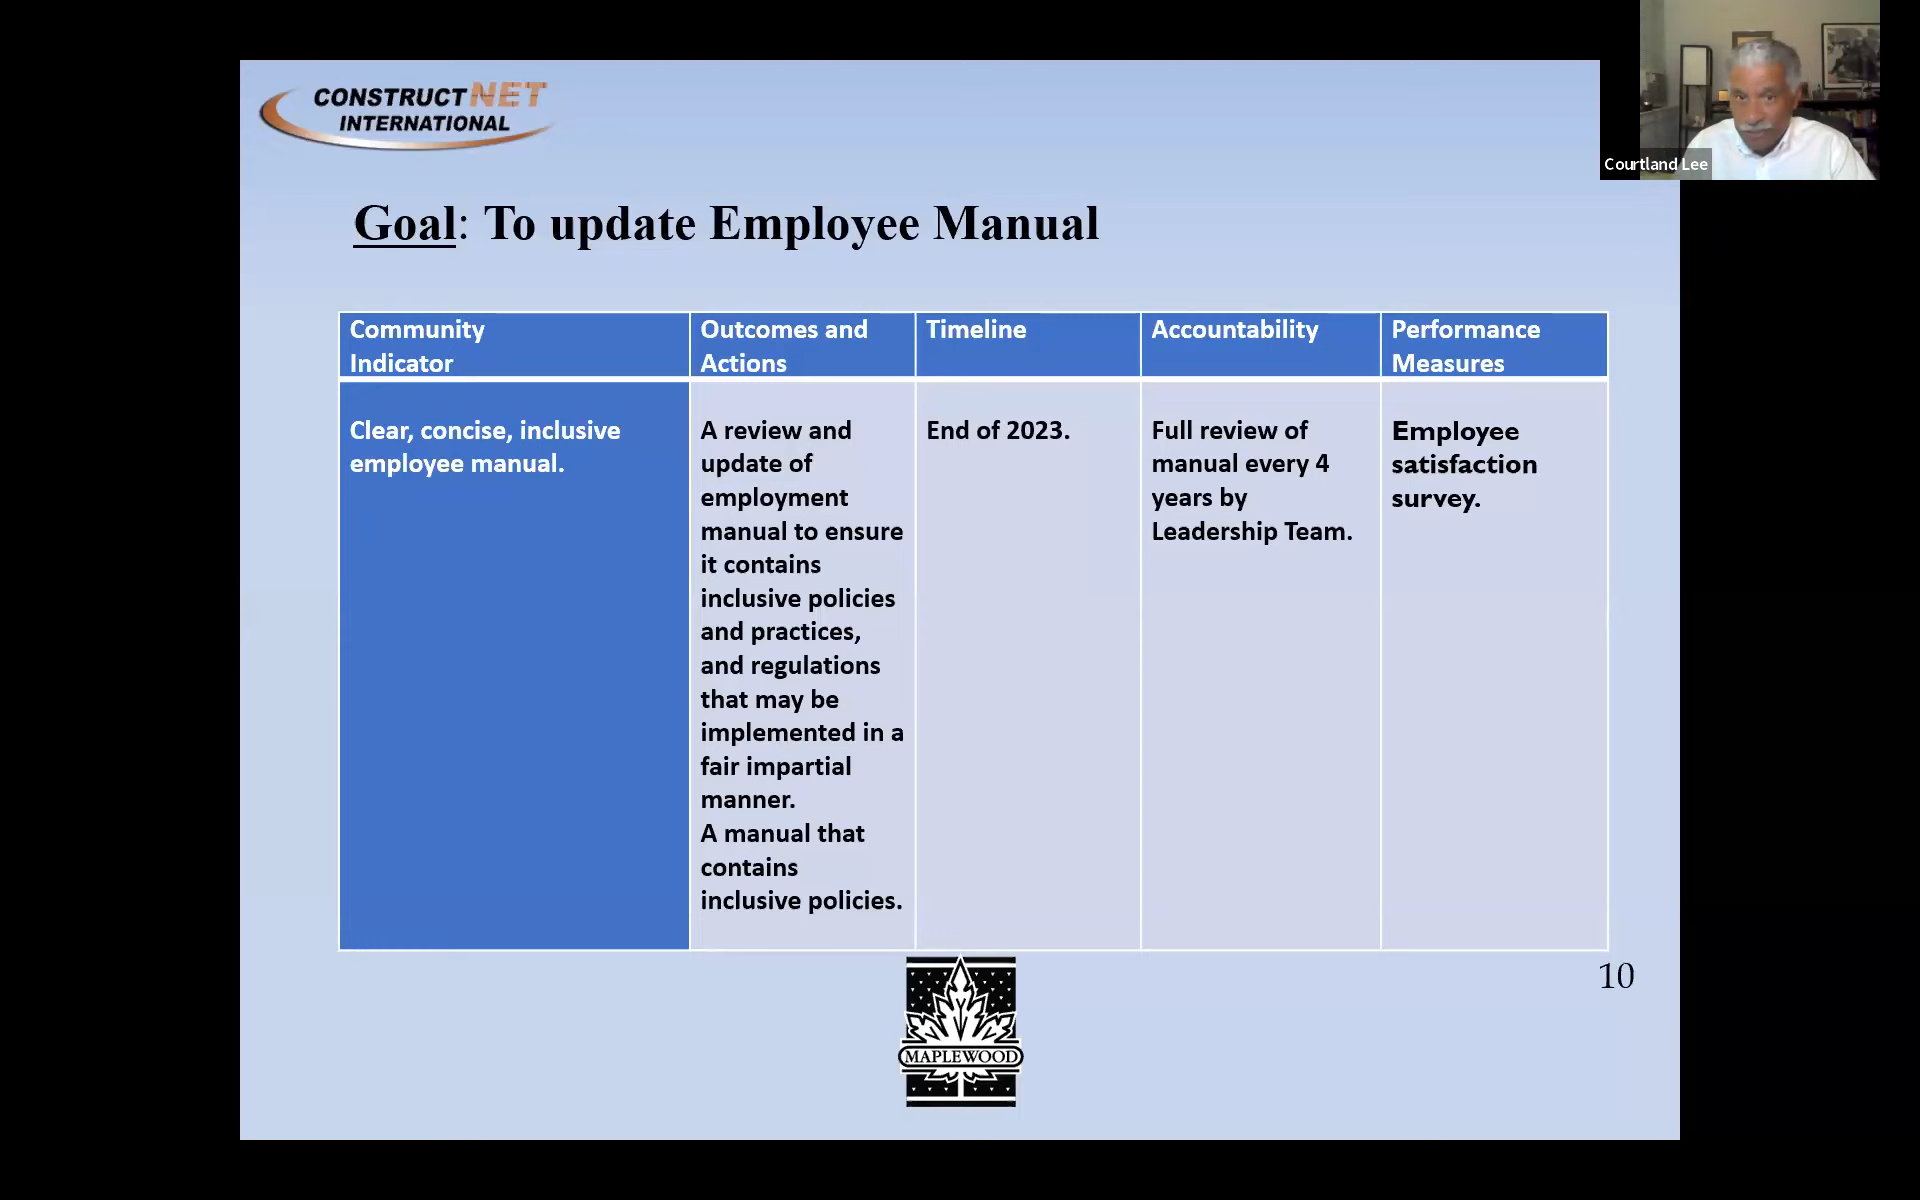 CONSTRUCTNET
INTERNATIONAL
Courtland Lee
Goal: To update Employee Manual
Community
Indicator
Outcomes and
Actions
Timeline
Accountability
Performance
Measures
Clear, concise, inclusive
employee manual.
A review and
update of
employment
manual to ensure
it contains
inclusive policies
and practices,
and regulations
that may be
implemented in a
fair impartial
manner.
A manual that
contains
inclusive policies.
End of 2023.
Full review of
manual every 4
years by
Leadership Team.
Employee
satisfaction
survey.
10
MAPLEWOOD